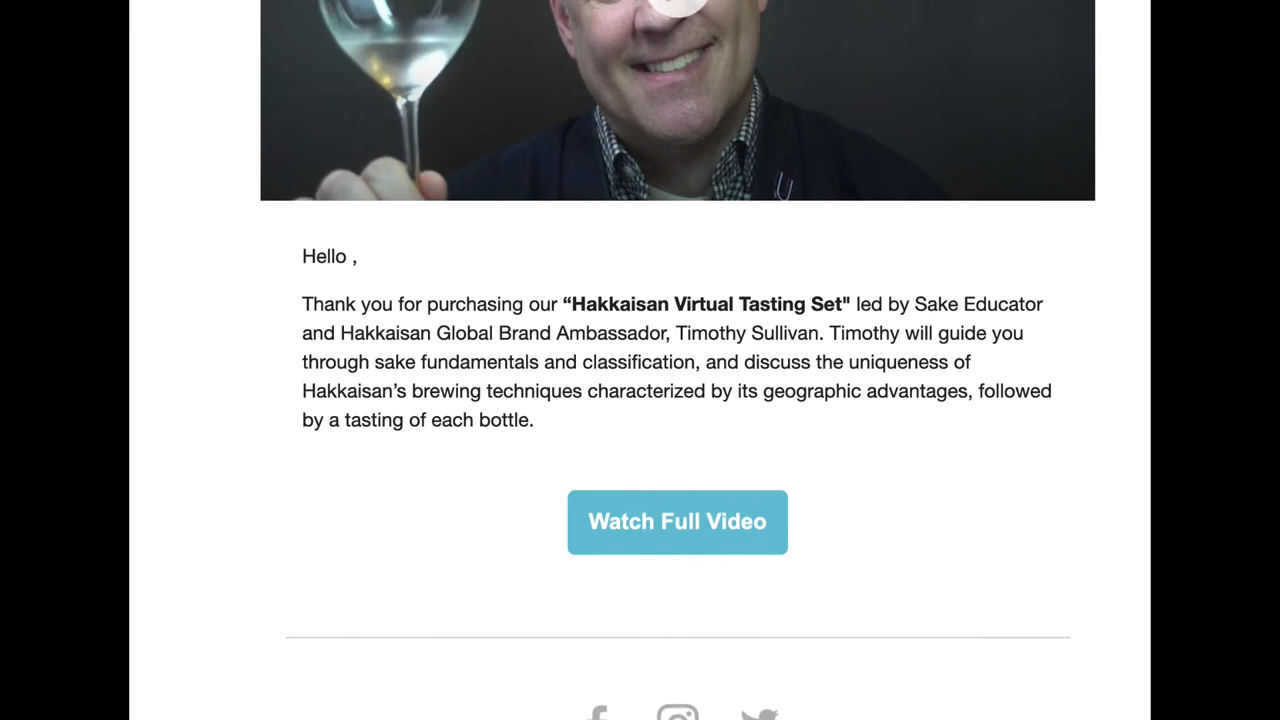 Hello ,
Thank you for purchasing our “Hakkaisan Virtual Tasting Set" led by Sake Educator
and Hakkaisan Global Brand Ambassador, Timothy Sullivan. Timothy will guide you
through sake fundamentals and classification, and discuss the uniqueness of
Hakkaisan’s brewing techniques characterized by its geographic advantages, followed
by a tasting of each bottle.
Watch Full Video